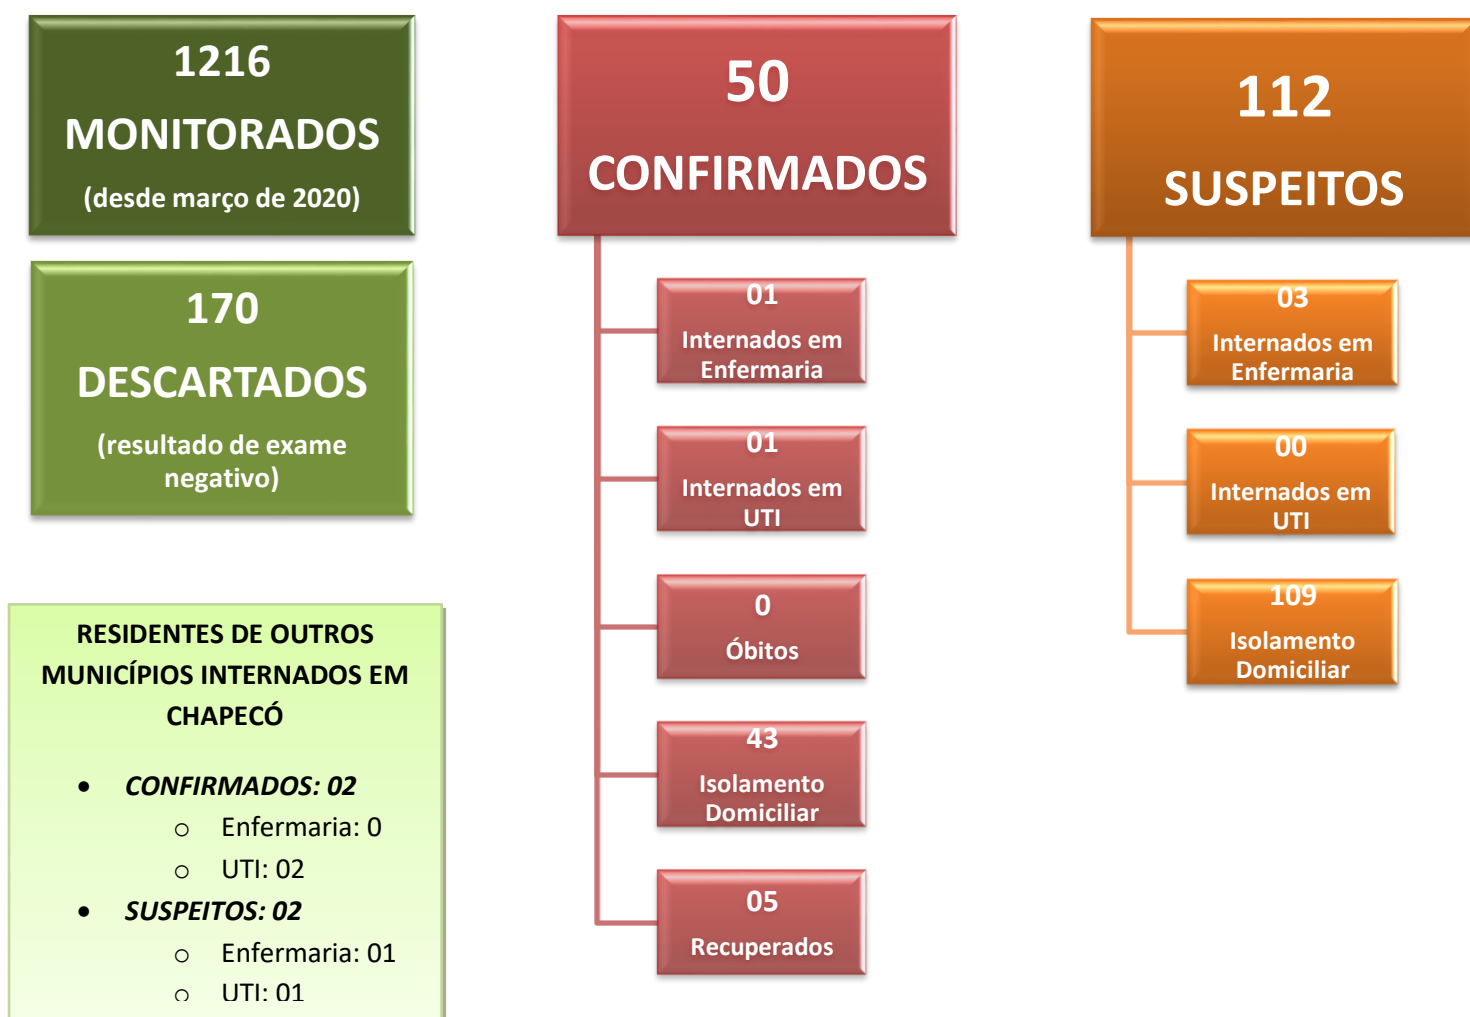 1216
MONITORADOS
(desde março de 2020)
170
DESCARTADOS
(resultado de exame
negativo)
RESIDENTES DE OUTROS
MUNICÍPIOS INTERNADOS EM
CHAPECÓ
• CONFIRMADOS: 02
o Enfermaria: 0
o UTI: 02
• SUSPEITOS: 02
o Enfermaria: 01
o UTI: 01
50
CONFIRMADOS
01
Internados em
Enfermaria
01
Internados em
UTI
0
Óbitos
43
Isolamento
Domiciliar
05
Recuperados
112
SUSPEITOS
03
Internados em
Enfermaria
00
Internados em
UTI
109
Isolamento
Domiciliar